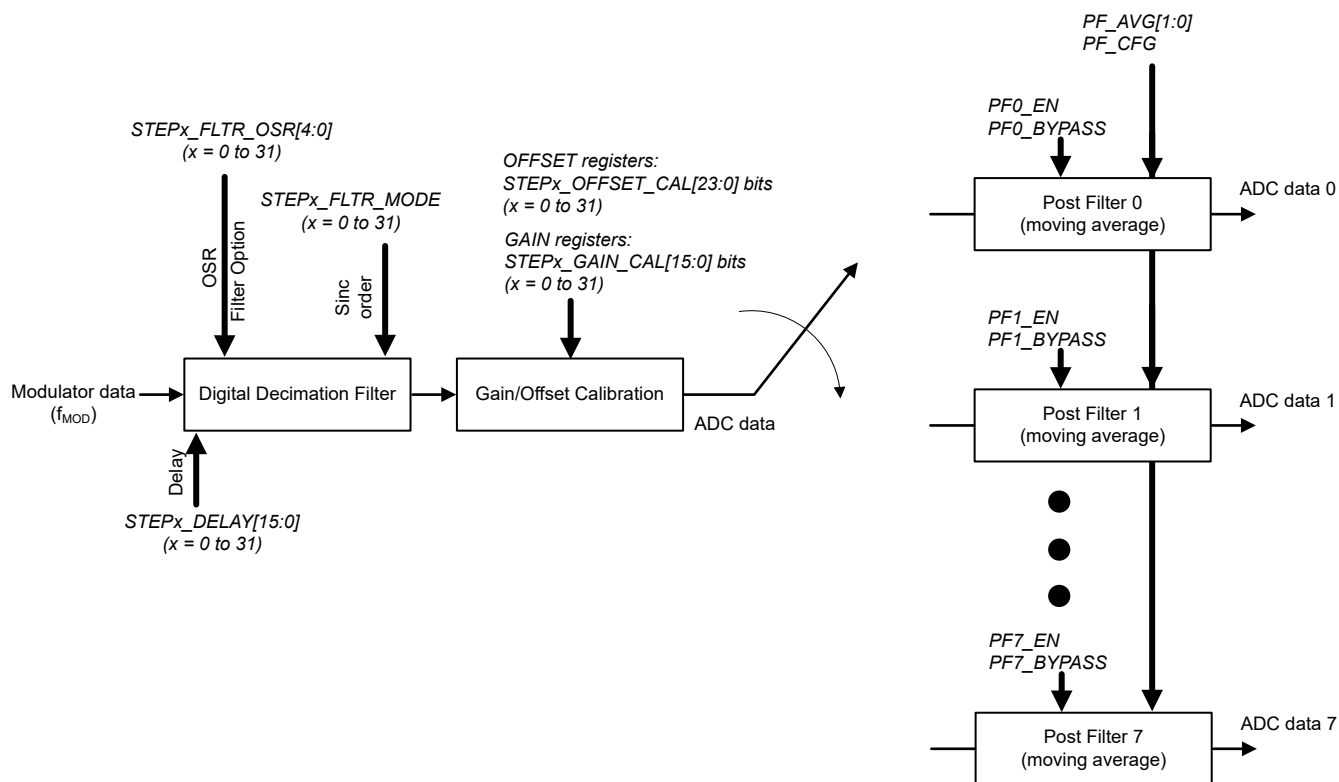 PF_AVG[1:0]
PF_CFG
PF0_EN
PF0_BYPASS
STEPx_FLTR_OSR[4:0]
(x = 0 to 31)
OFFSET registers:
STEPx_OFFSET_CAL[23:0] bits
(x = 0 to 31)
GAIN registers:
STEPx_GAIN_CAL[15:0] bits
(x = 0 to 31)
STEPx_FLTR_MODE
(x = 0 to 31)
OSR
Filter Option
Sinc
order
Post Filter 0
(moving average)
ADC data 0
PF1_EN
PF1_BYPASS
Modulator data
(fMOD)
Digital Decimation Filter
Gain/Offset Calibration
ADC data
Post Filter 1
(moving average)
ADC data 1
Delay
STEPx_DELAY[15:0]
(x = 0 to 31)
PF7_EN
PF7_BYPASS
Post Filter 7
(moving average)
ADC data 7